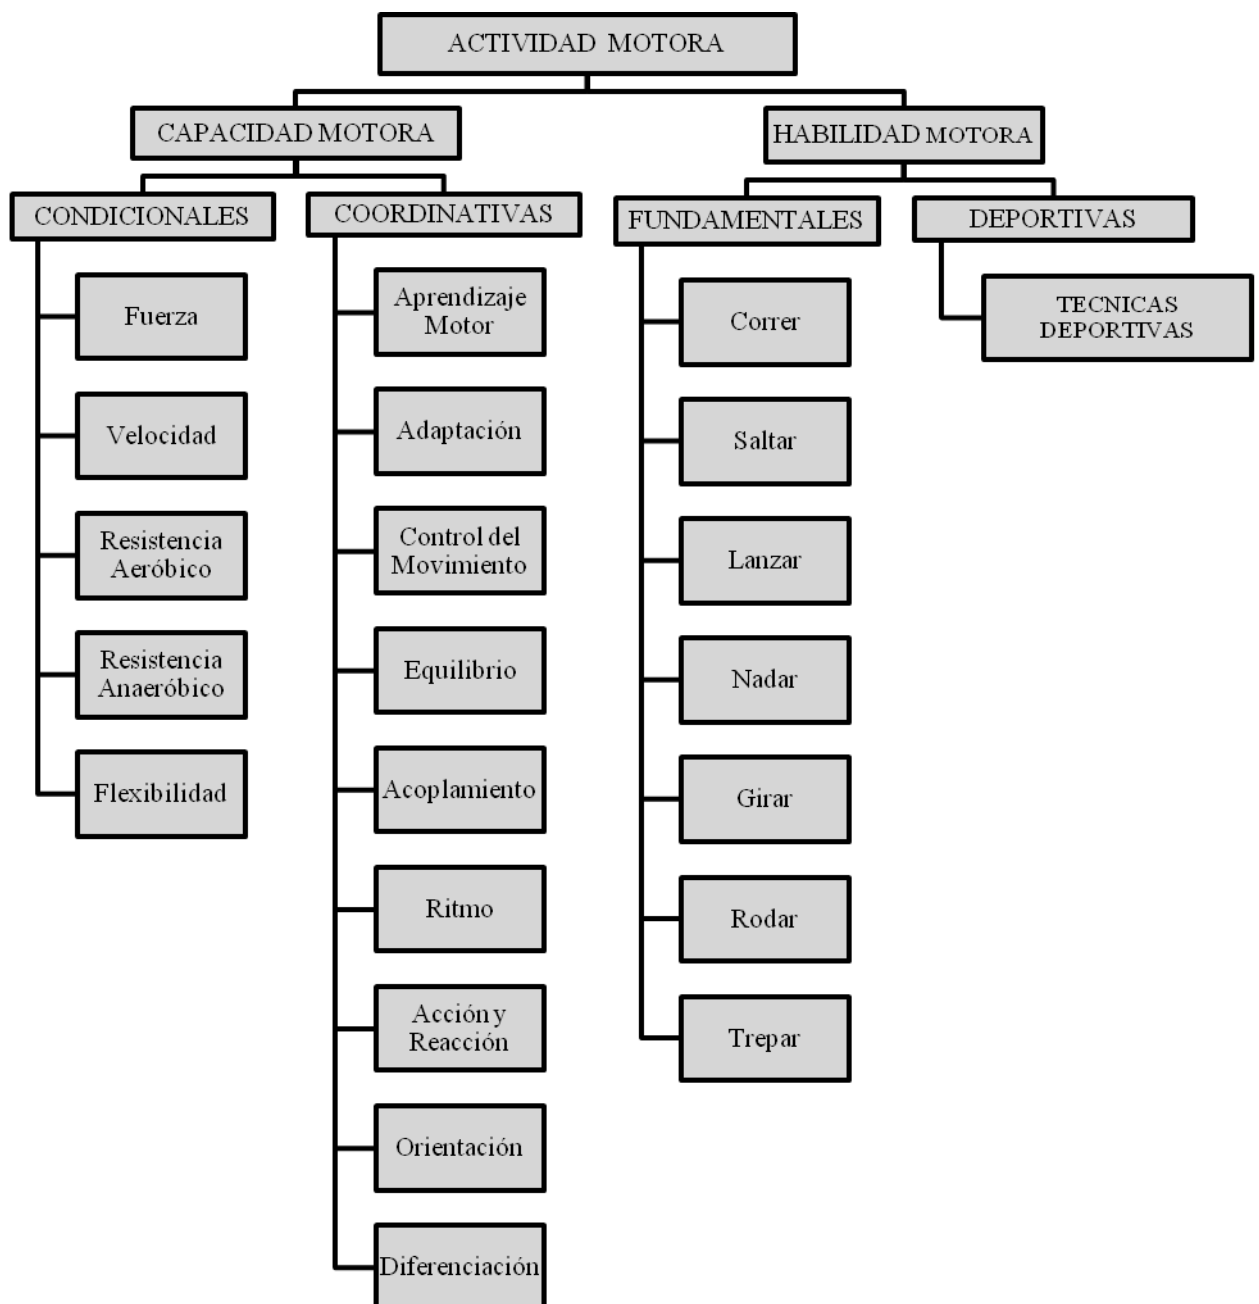 ACTIVIDAD MOTORA
CAPACIDAD MOTORA
HABILIDAD MOTORA
CONDICIONALES
COORDINATIVAS
FUNDAMENTALES
DEPORTIVAS
Fuerza
Velocidad
Resistencia
Aeróbico
Resistencia
Anaeróbico
Flexibilidad
Aprendizaje
Motor
Adaptación
Control del
Movimiento
Equilibrio
Acoplamiento
Ritmo
Acción y
Reacción
Orientación
Diferenciación
Correr
Saltar
Lanzar
Nadar
Girar
Rodar
Trepar
TECNICAS
DEPORTIVAS